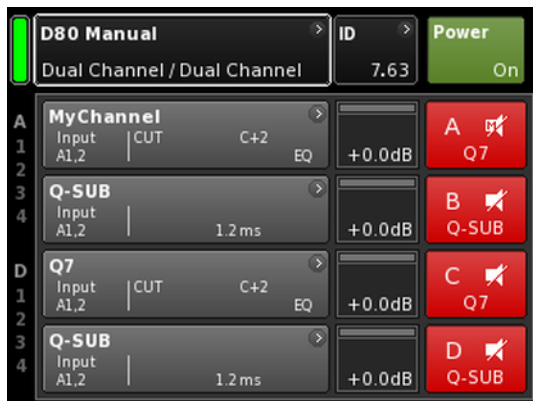 D80 Manual
Dual Channel / Dual Channel
ID
7.63
Power
On
A
1
2
3
4
MyChannel
Input CUT C+2
A1,2 EQ
+0.0dB
A M
Q7
Q-SUB
Input
A1,2 1.2 ms
+0.0dB
B
Q-SUB
D
1
2
3
4
Q7
Input CUT C+2
A1,2 EQ
+0.0dB
C
Q7
Q-SUB
Input
A1,2 1.2 ms
+0.0dB
D
Q-SUB